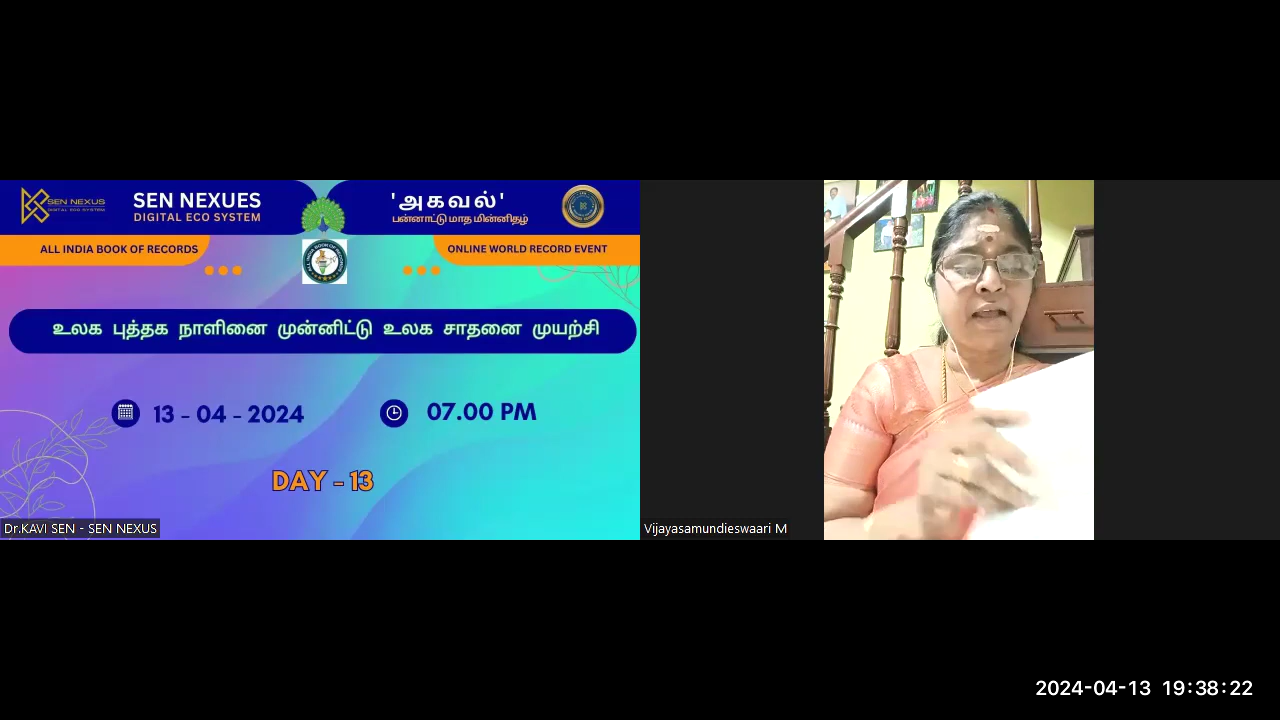 SEN NEXUS
DIGITAL ECO SYSTEM
SEN NEXUES
DIGITAL ECO SYSTEM
'அகவல்'
பன்னாட்டு மாத மின்னிதழ்
ALL INDIA BOOK OF RECORDS
ONLINE WORLD RECORD EVENT
உலக புத்தக நாளினை முன்னிட்டு உலக சாதனை முயற்சி
13 - 04 - 2024
07.00 PM
DAY - 13
Dr.KAVI SEN - SEN NEXUS
Vijayasamundieswaari M
2024-04-13 19:38:22